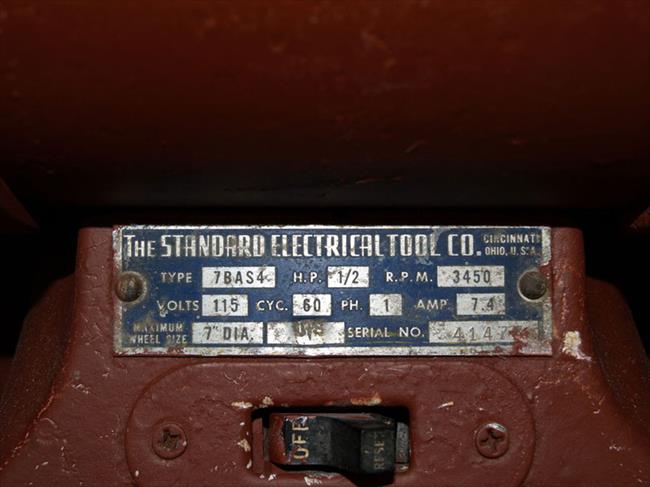 THE STANDARD ELECTRICAL TOOL CO. CINCINNATI OHIO, U.S.A.
TYPE 7BAS4 H.P. 1/2 R.P.M. 3450
VOLTS 115 CYC. 60 PH. 1 AMP 7.4
MAXIMUM WHEEL SIZE 7" DIA. SERIAL NO.
OFF RESET